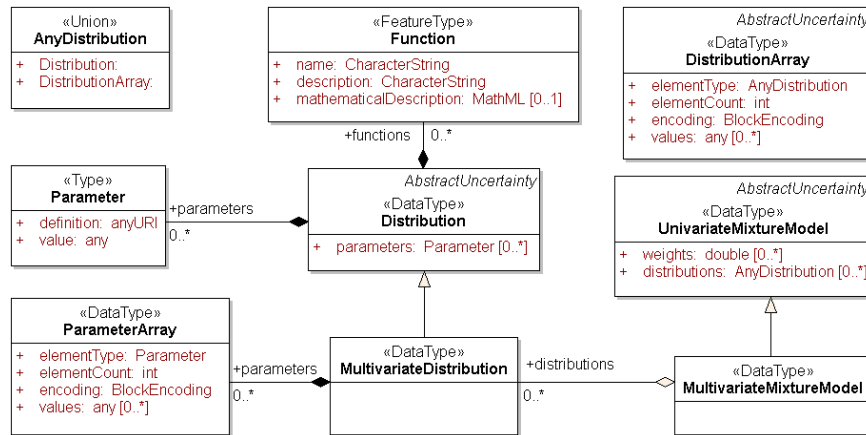 «Union»
AnyDistribution
+ Distribution:
+ DistributionArray:
«FeatureType»
Function
+ name: CharacterString
+ description: CharacterString
+ mathematicalDescription: MathML [0..1]
AbstractUncertainty
«DataType»
DistributionArray
+ elementType: AnyDistribution
+ elementCount: int
+ encoding: BlockEncoding
+ values: any [0..*]
+functions 0..*
«Type»
Parameter
+ definition: anyURI
+ value: any
+parameters
0..*
AbstractUncertainty
«DataType»
Distribution
+ parameters: Parameter [0..*]
AbstractUncertainty
«DataType»
UnivariateMixtureModel
+ weights: double [0..*]
+ distributions: AnyDistribution [0..*]
«DataType»
ParameterArray
+ elementType: Parameter
+ elementCount: int
+ encoding: BlockEncoding
+ values: any [0..*]
+parameters
0..*
«DataType»
MultivariateDistribution
+distributions
0..*
«DataType»
MultivariateMixtureModel